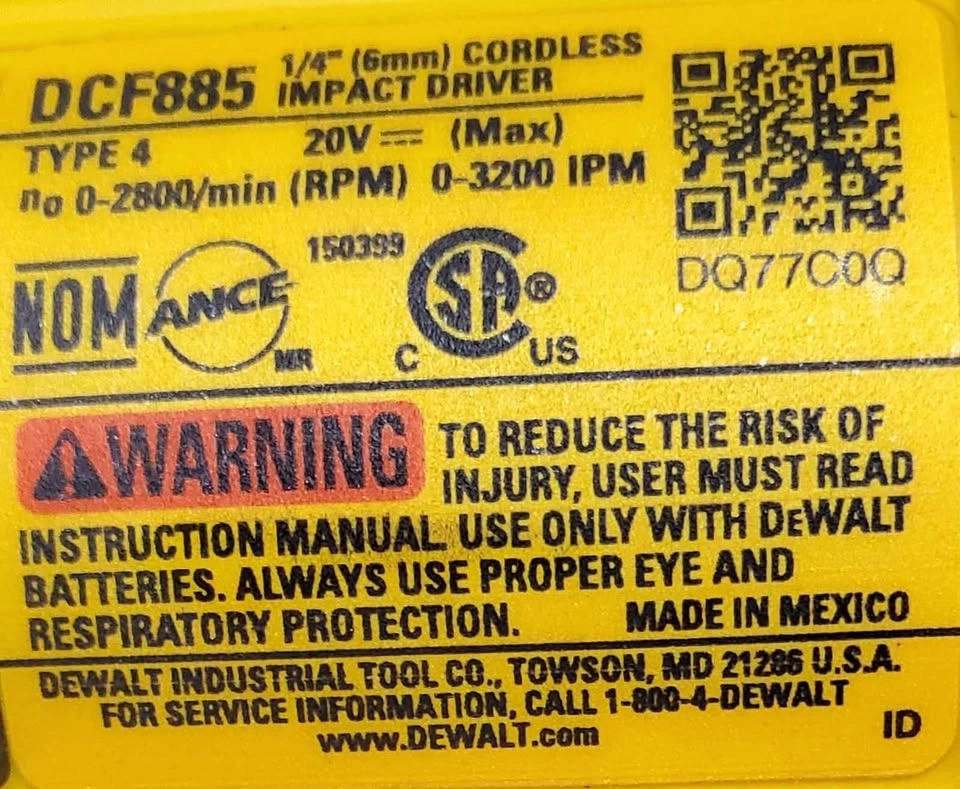 DCF885 1/4" (6mm) CORDLESS
IMPACT DRIVER
TYPE 4 20V ⎓ (Max)
n₀ 0-2800/min (RPM) 0-3200 IPM
DQ77C0Q
150399
NOM ANCE MR CSA® C US
WARNING TO REDUCE THE RISK OF
INJURY, USER MUST READ
INSTRUCTION MANUAL. USE ONLY WITH DEWALT
BATTERIES. ALWAYS USE PROPER EYE AND
RESPIRATORY PROTECTION. MADE IN MEXICO
DEWALT INDUSTRIAL TOOL CO., TOWSON, MD 21286 U.S.A.
FOR SERVICE INFORMATION, CALL 1-800-4-DEWALT
www.DEWALT.com ID